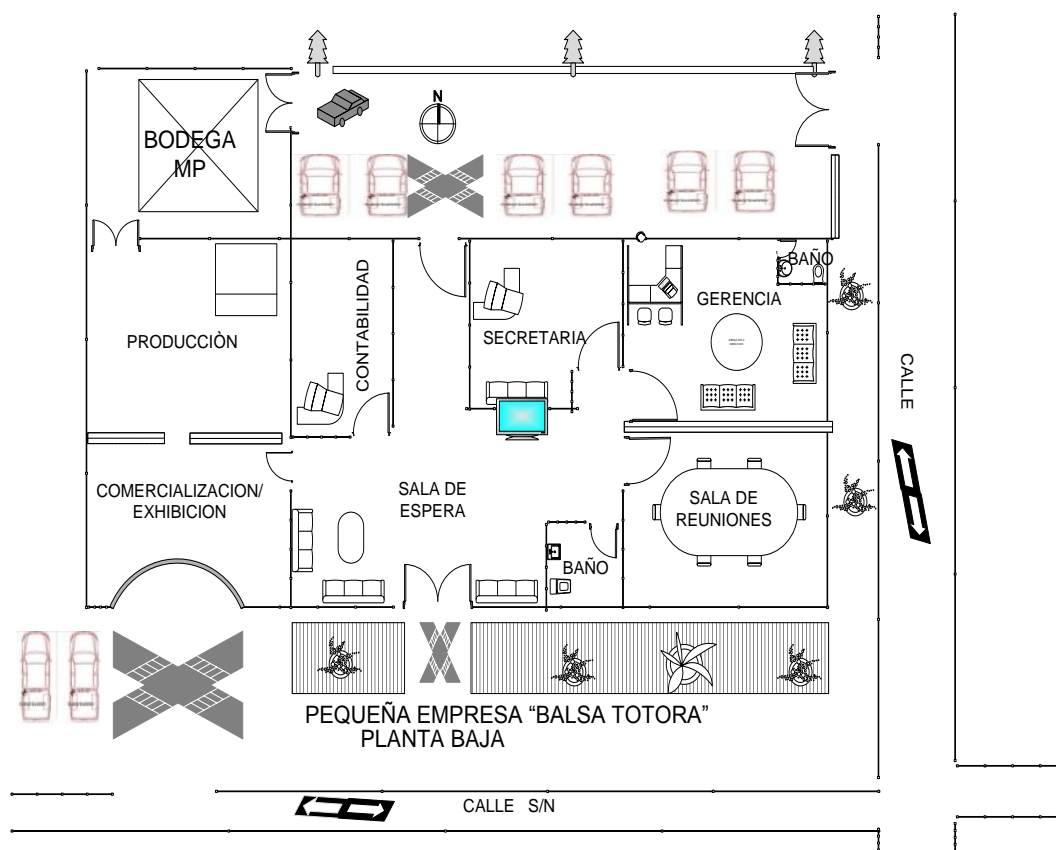 N
BODEGA
MP
BAÑO
GERENCIA
CONTABILIDAD
SECRETARIA
PRODUCCIÒN
CALLE
COMERCIALIZACION/
EXHIBICION
SALA DE
ESPERA
SALA DE
REUNIONES
BAÑO
PEQUEÑA EMPRESA “BALSA TOTORA”
PLANTA BAJA
CALLE S/N